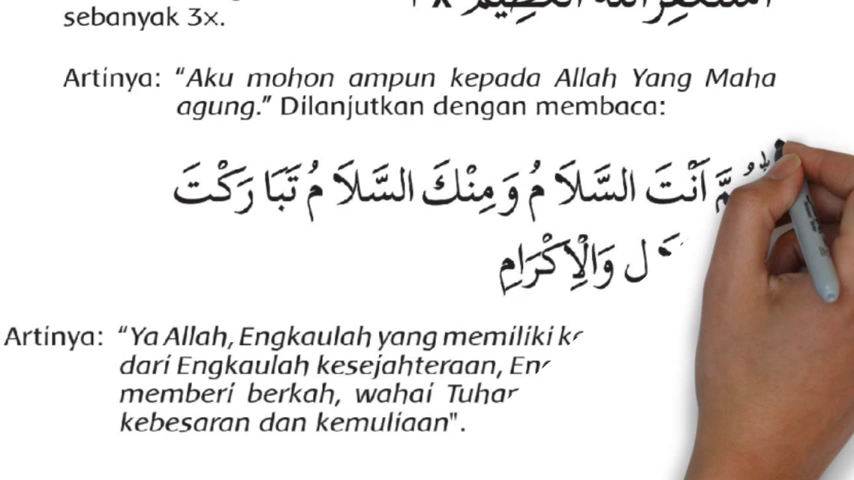 sebanyak 3x.
Artinya: “Aku mohon ampun kepada Allah Yang Maha
agung.” Dilanjutkan dengan membaca:
اَنْتَ السَّلَامُ وَمِنْكَ السَّلَامُ تَبَارَكْتَ
وَالْاِكْرَامِ
Artinya: “Ya Allah, Engkaulah yang memiliki
dari Engkaulah kesejahteraan,
memberi berkah, wahai
kebesaran dan kemuliaan".